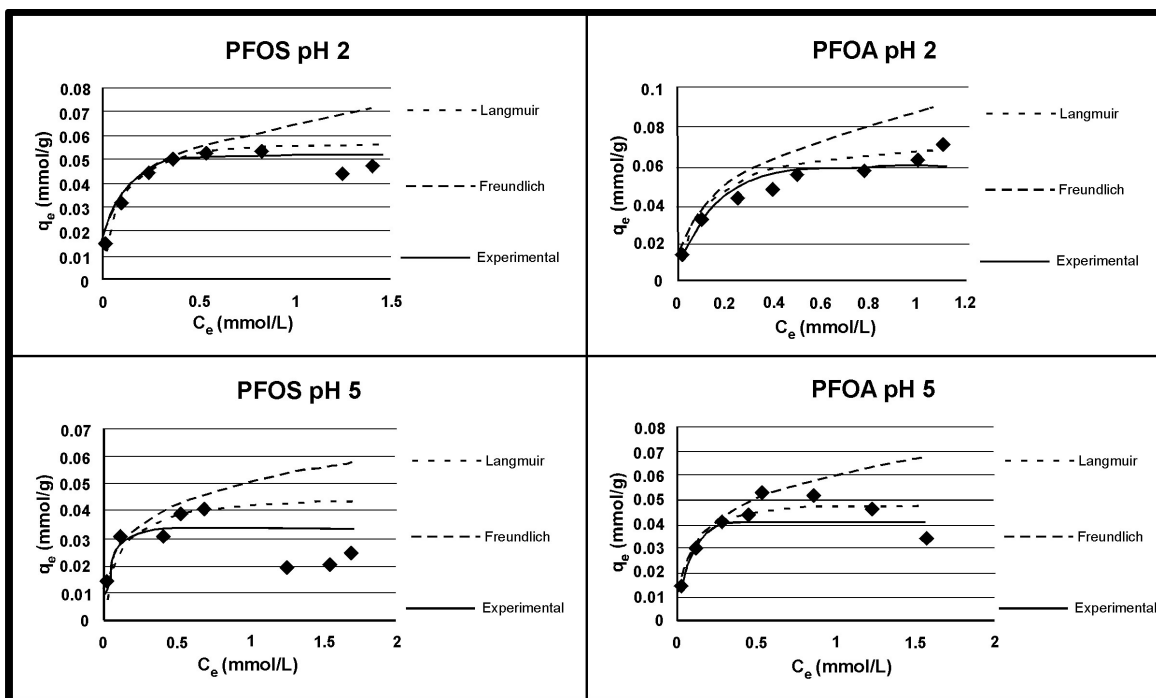 PFOS pH 2
0.08
0.07
0.06
0.05
0.04
0.03
0.02
0.01
0
qe (mmol/g)
0 0.5 1 1.5
Ce (mmol/L)
Langmuir
Freundlich
Experimental
PFOA pH 2
0.1
0.08
0.06
0.04
0.02
0
qe (mmol/g)
0 0.2 0.4 0.6 0.8 1 1.2
Ce (mmol/L)
Langmuir
Freundlich
Experimental
PFOS pH 5
0.07
0.06
0.05
0.04
0.03
0.02
0.01
0
qe (mmol/g)
0 0.5 1 1.5 2
Ce (mmol/L)
Langmuir
Freundlich
Experimental
PFOA pH 5
0.08
0.07
0.06
0.05
0.04
0.03
0.02
0.01
0
qe (mmol/g)
0 0.5 1 1.5 2
Ce (mmol/L)
Langmuir
Freundlich
Experimental